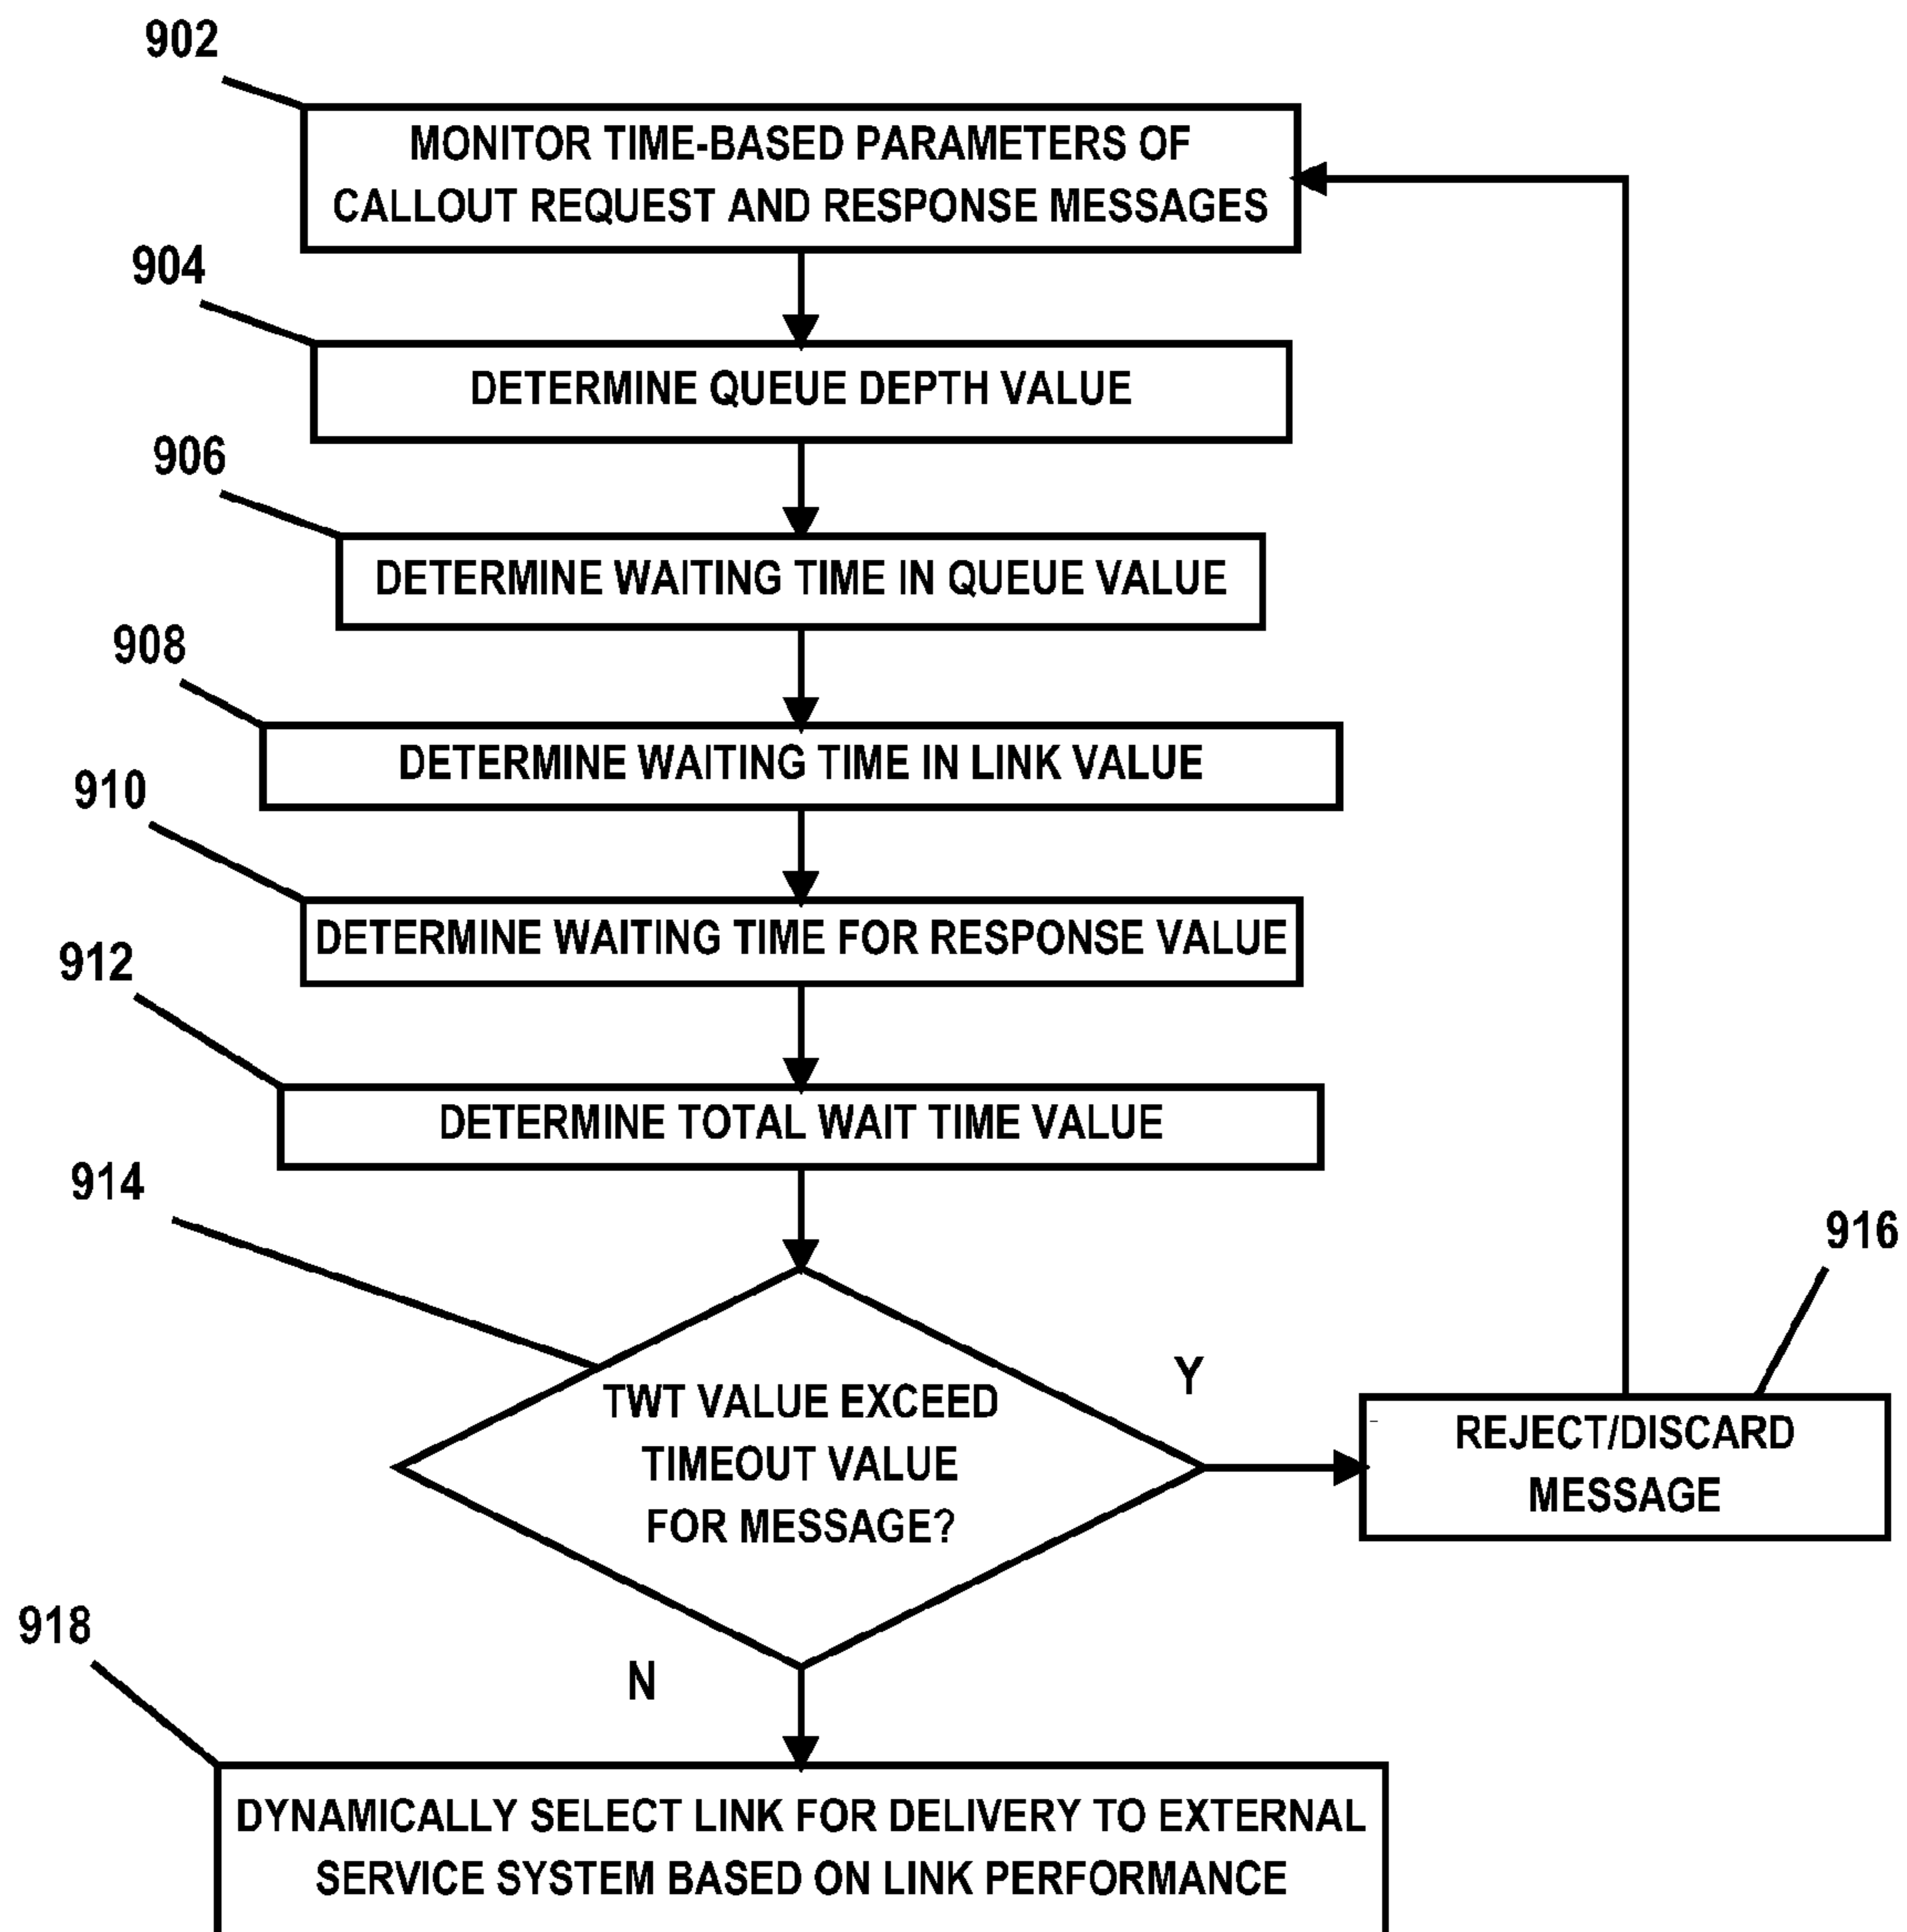 902
MONITOR TIME-BASED PARAMETERS OF
CALLOUT REQUEST AND RESPONSE MESSAGES
904
DETERMINE QUEUE DEPTH VALUE
906
DETERMINE WAITING TIME IN QUEUE VALUE
908
DETERMINE WAITING TIME IN LINK VALUE
910
DETERMINE WAITING TIME FOR RESPONSE VALUE
912
DETERMINE TOTAL WAIT TIME VALUE
914
TWT VALUE EXCEED
TIMEOUT VALUE
FOR MESSAGE?
Y
916
REJECT/DISCARD
MESSAGE
N
918
DYNAMICALLY SELECT LINK FOR DELIVERY TO EXTERNAL
SERVICE SYSTEM BASED ON LINK PERFORMANCE